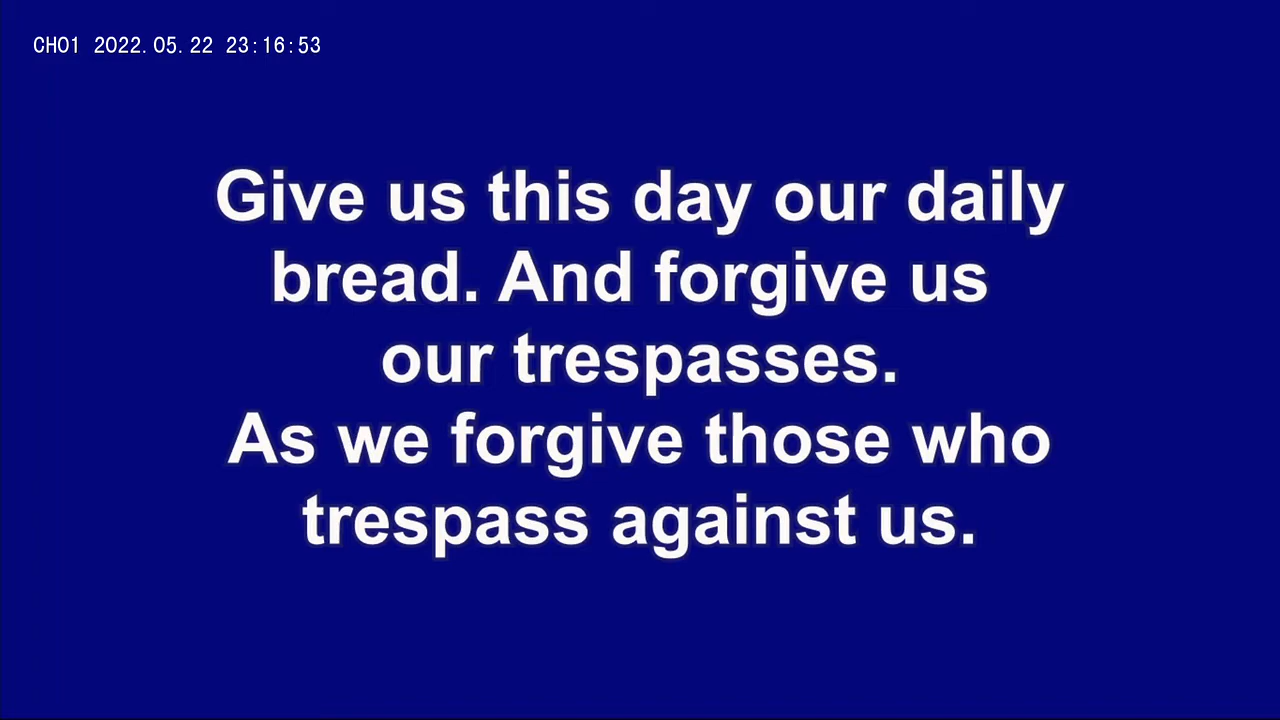 CH01 2022.05.22 23:16:53
Give us this day our daily
bread. And forgive us
our trespasses.
As we forgive those who
trespass against us.